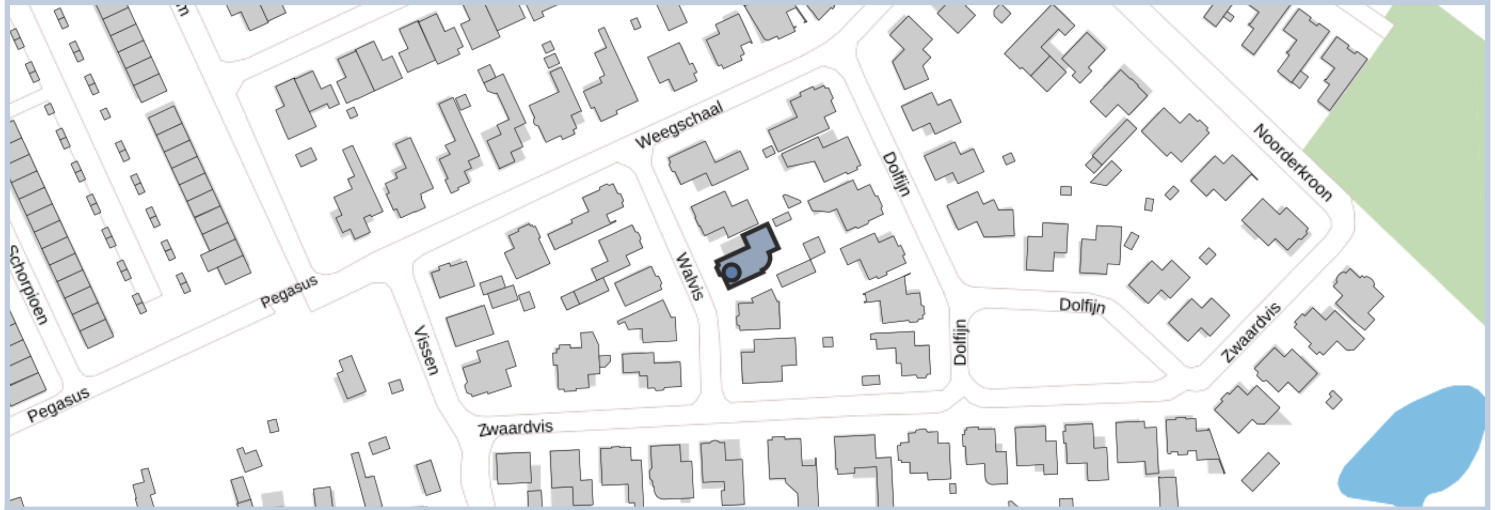 Weegschaal
Noorderkroon
Dolfijn
Schorpioen
Walvis
Pegasus
Dolfijn
Vissen
Dolfijn
Zwaardvis
Pegasus
Zwaardvis